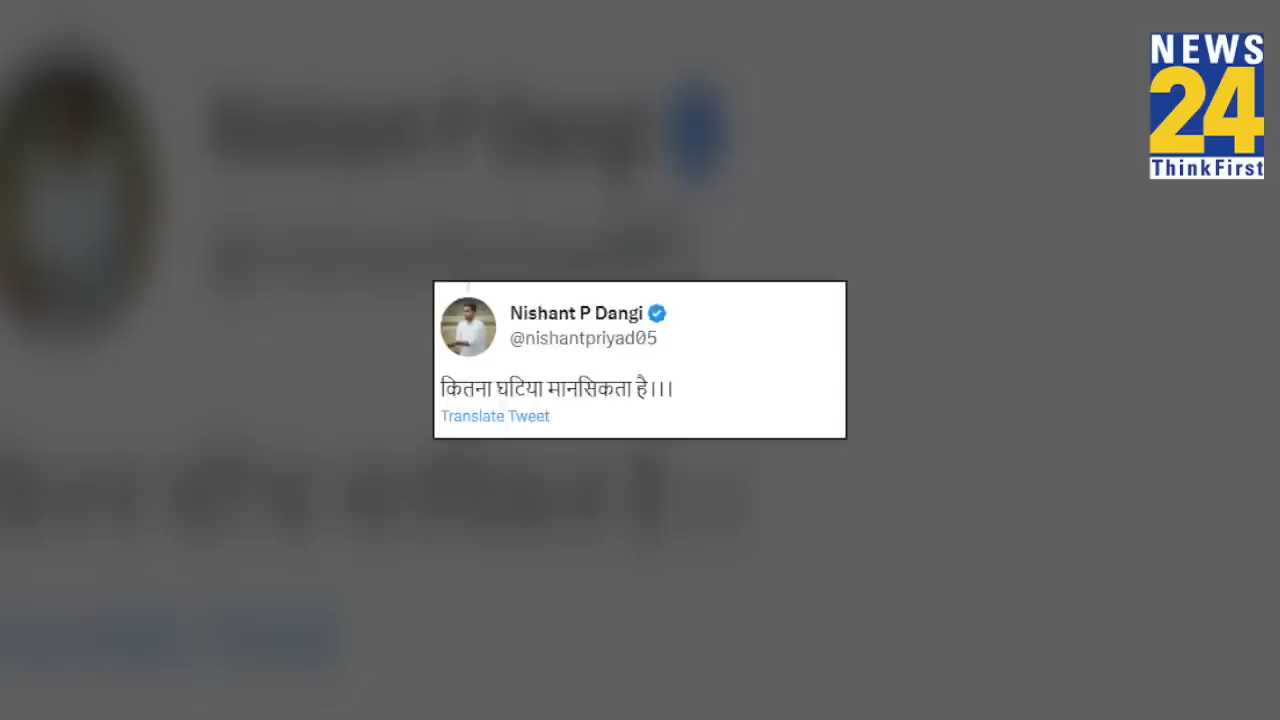 NEWS
24
ThinkFirst
Nishant P Dangi
@nishantpriyad05
कितना घटिया मानसिकता है।।।
Translate Tweet